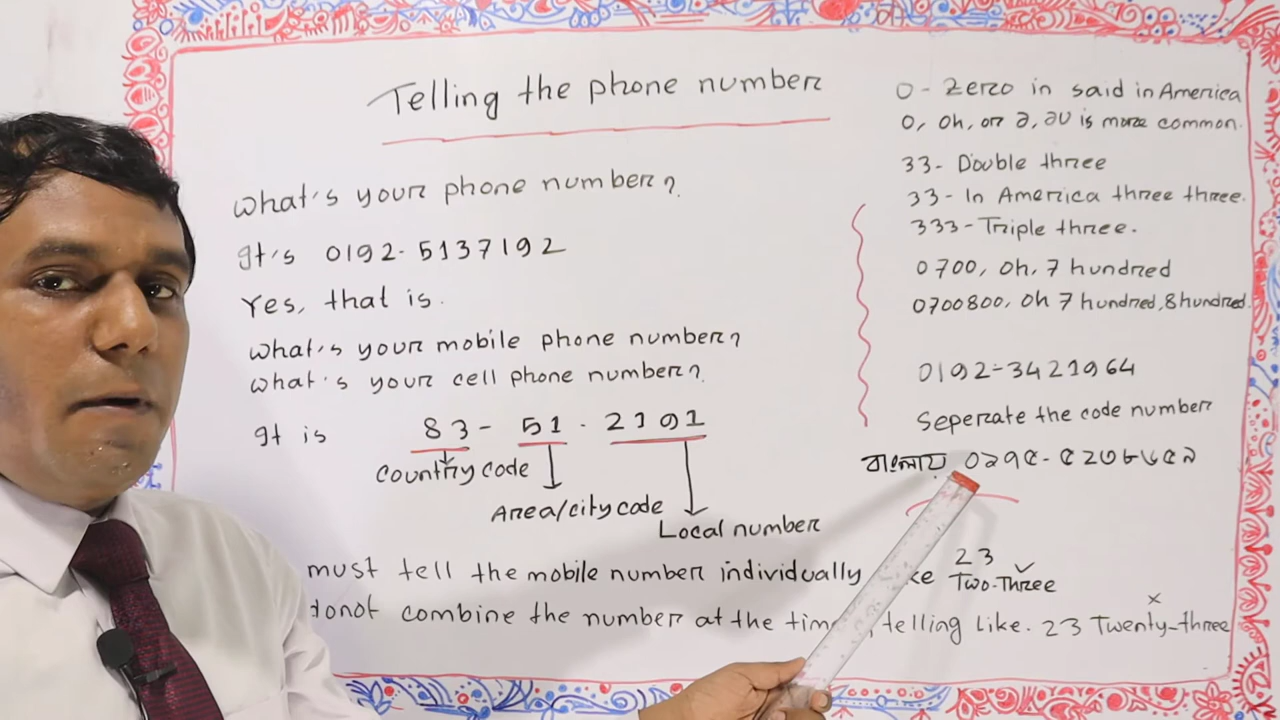 Telling the phone number
What's your phone number?
It's 0192-5137192
Yes, that is.
What's your mobile phone number?
What's your cell phone number?
It is 83- 51 . 2191
Country code
Area/city code
Local number
must tell the mobile number individually ke 23 Two-Three
donot combine the number at the tim , telling like. 23 Twenty-three
0 - Zero in said in America
0, Oh, or ə, əU is more common.
33- Double three
33- In America three three.
333- Triple three.
0700, Oh, 7 hundred
0700800, Oh 7 hundred, 8 hundred.
0192-3421964
Seperate the code number
বাংলায় ০১৭৫- ৫২০৮৬৫৯